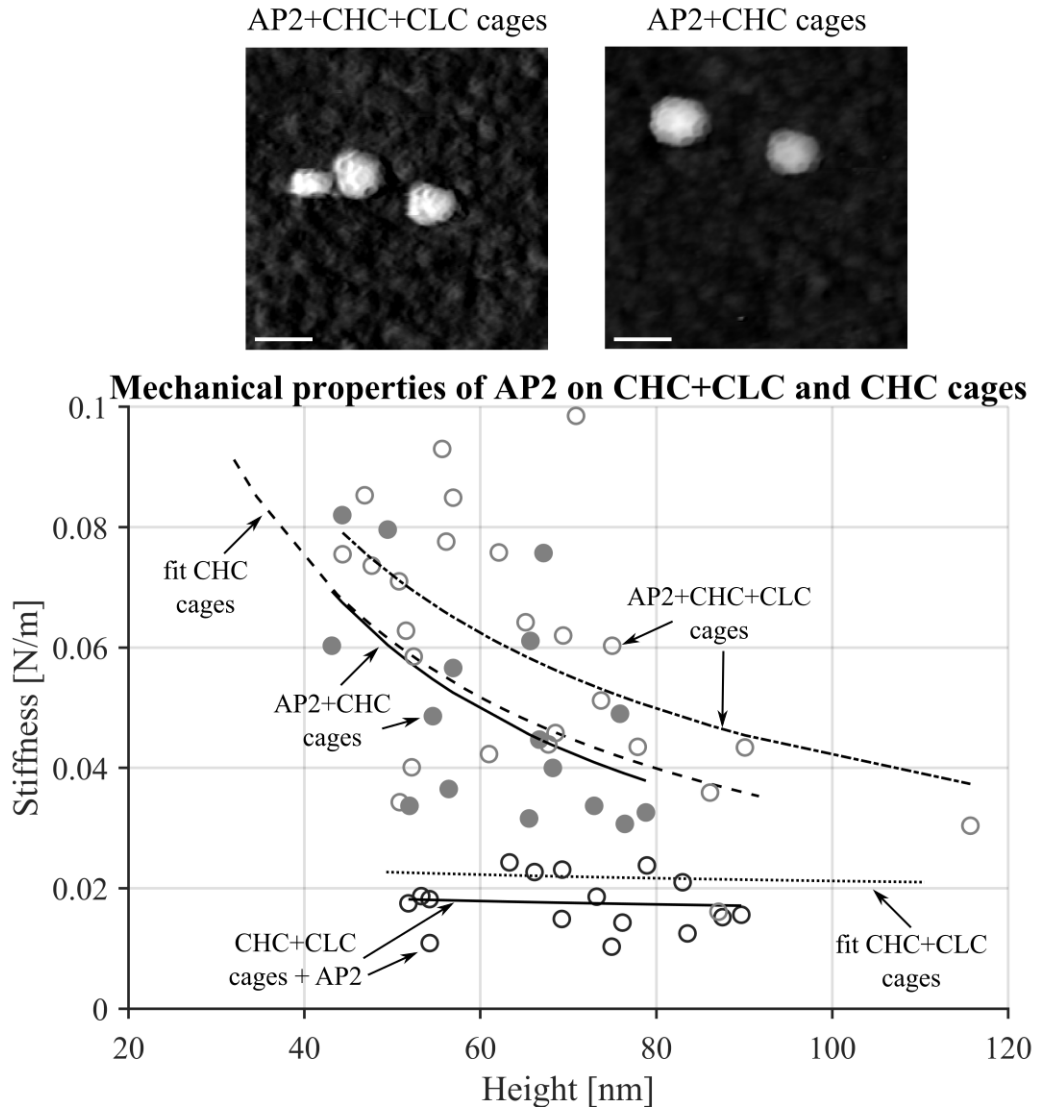 AP2+CHC+CLC cages
AP2+CHC cages
Mechanical properties of AP2 on CHC+CLC and CHC cages
0.1
0.08
0.06
0.04
0.02
0
Stiffness [N/m]
fit CHC
cages
AP2+CHC
cages
AP2+CHC+CLC
cages
CHC+CLC
cages + AP2
fit CHC+CLC
cages
20
40
60
80
100
120
Height [nm]